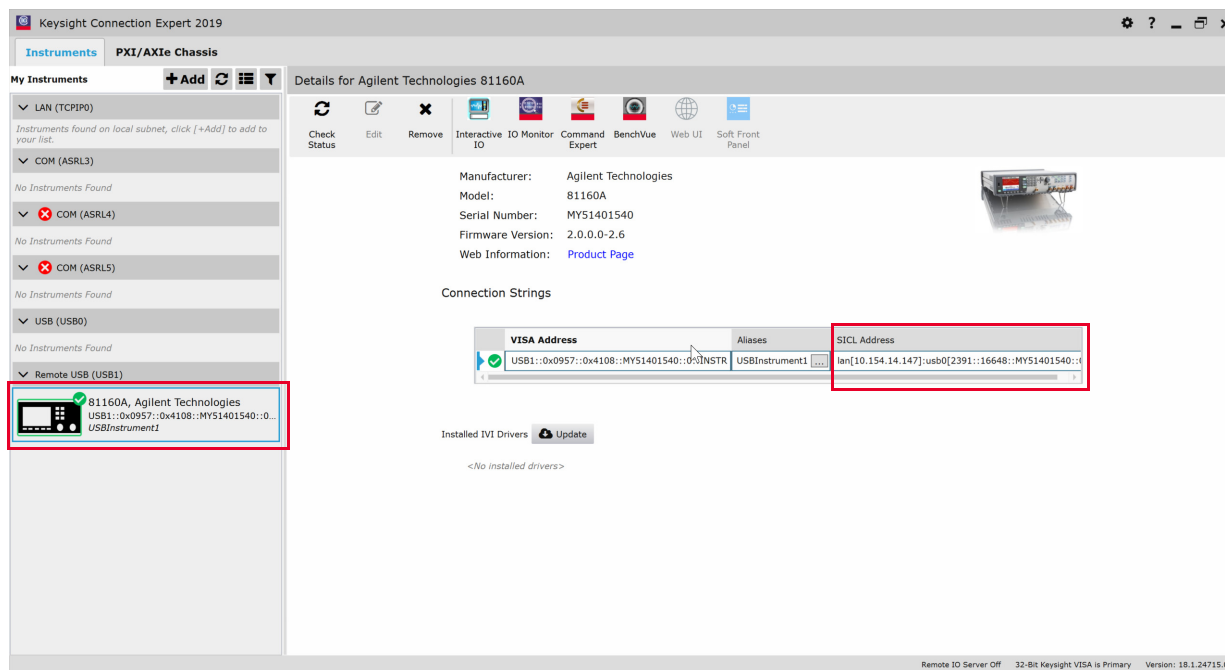 Keysight Connection Expert 2019
Instruments PXI/AXIe Chassis
My Instruments
+Add
LAN (TCPIP0)
Instruments found on local subnet, click [+Add] to add to
your list.
COM (ASRL3)
No Instruments Found
COM (ASRL4)
No Instruments Found
COM (ASRL5)
No Instruments Found
USB (USB0)
No Instruments Found
Remote USB (USB1)
81160A, Agilent Technologies
USB1::0x0957::0x4108::MY51401540::0...
USBInstrument1
Details for Agilent Technologies 81160A
Check
Status
Edit
Remove
Interactive
IO
IO Monitor
Command
Expert
BenchVue
Web UI
Soft Front
Panel
Manufacturer: Agilent Technologies
Model: 81160A
Serial Number: MY51401540
Firmware Version: 2.0.0.0-2.6
Web Information: Product Page
Connection Strings
VISA Address Aliases SICL Address
USB1::0x0957::0x4108::MY51401540::0::INSTR USBInstrument1 ... lan[10.154.14.147]:usb0[2391::16648::MY51401540::
Installed IVI Drivers Update
<No installed drivers>
Remote IO Server Off 32-Bit Keysight VISA is Primary Version: 18.1.24715.